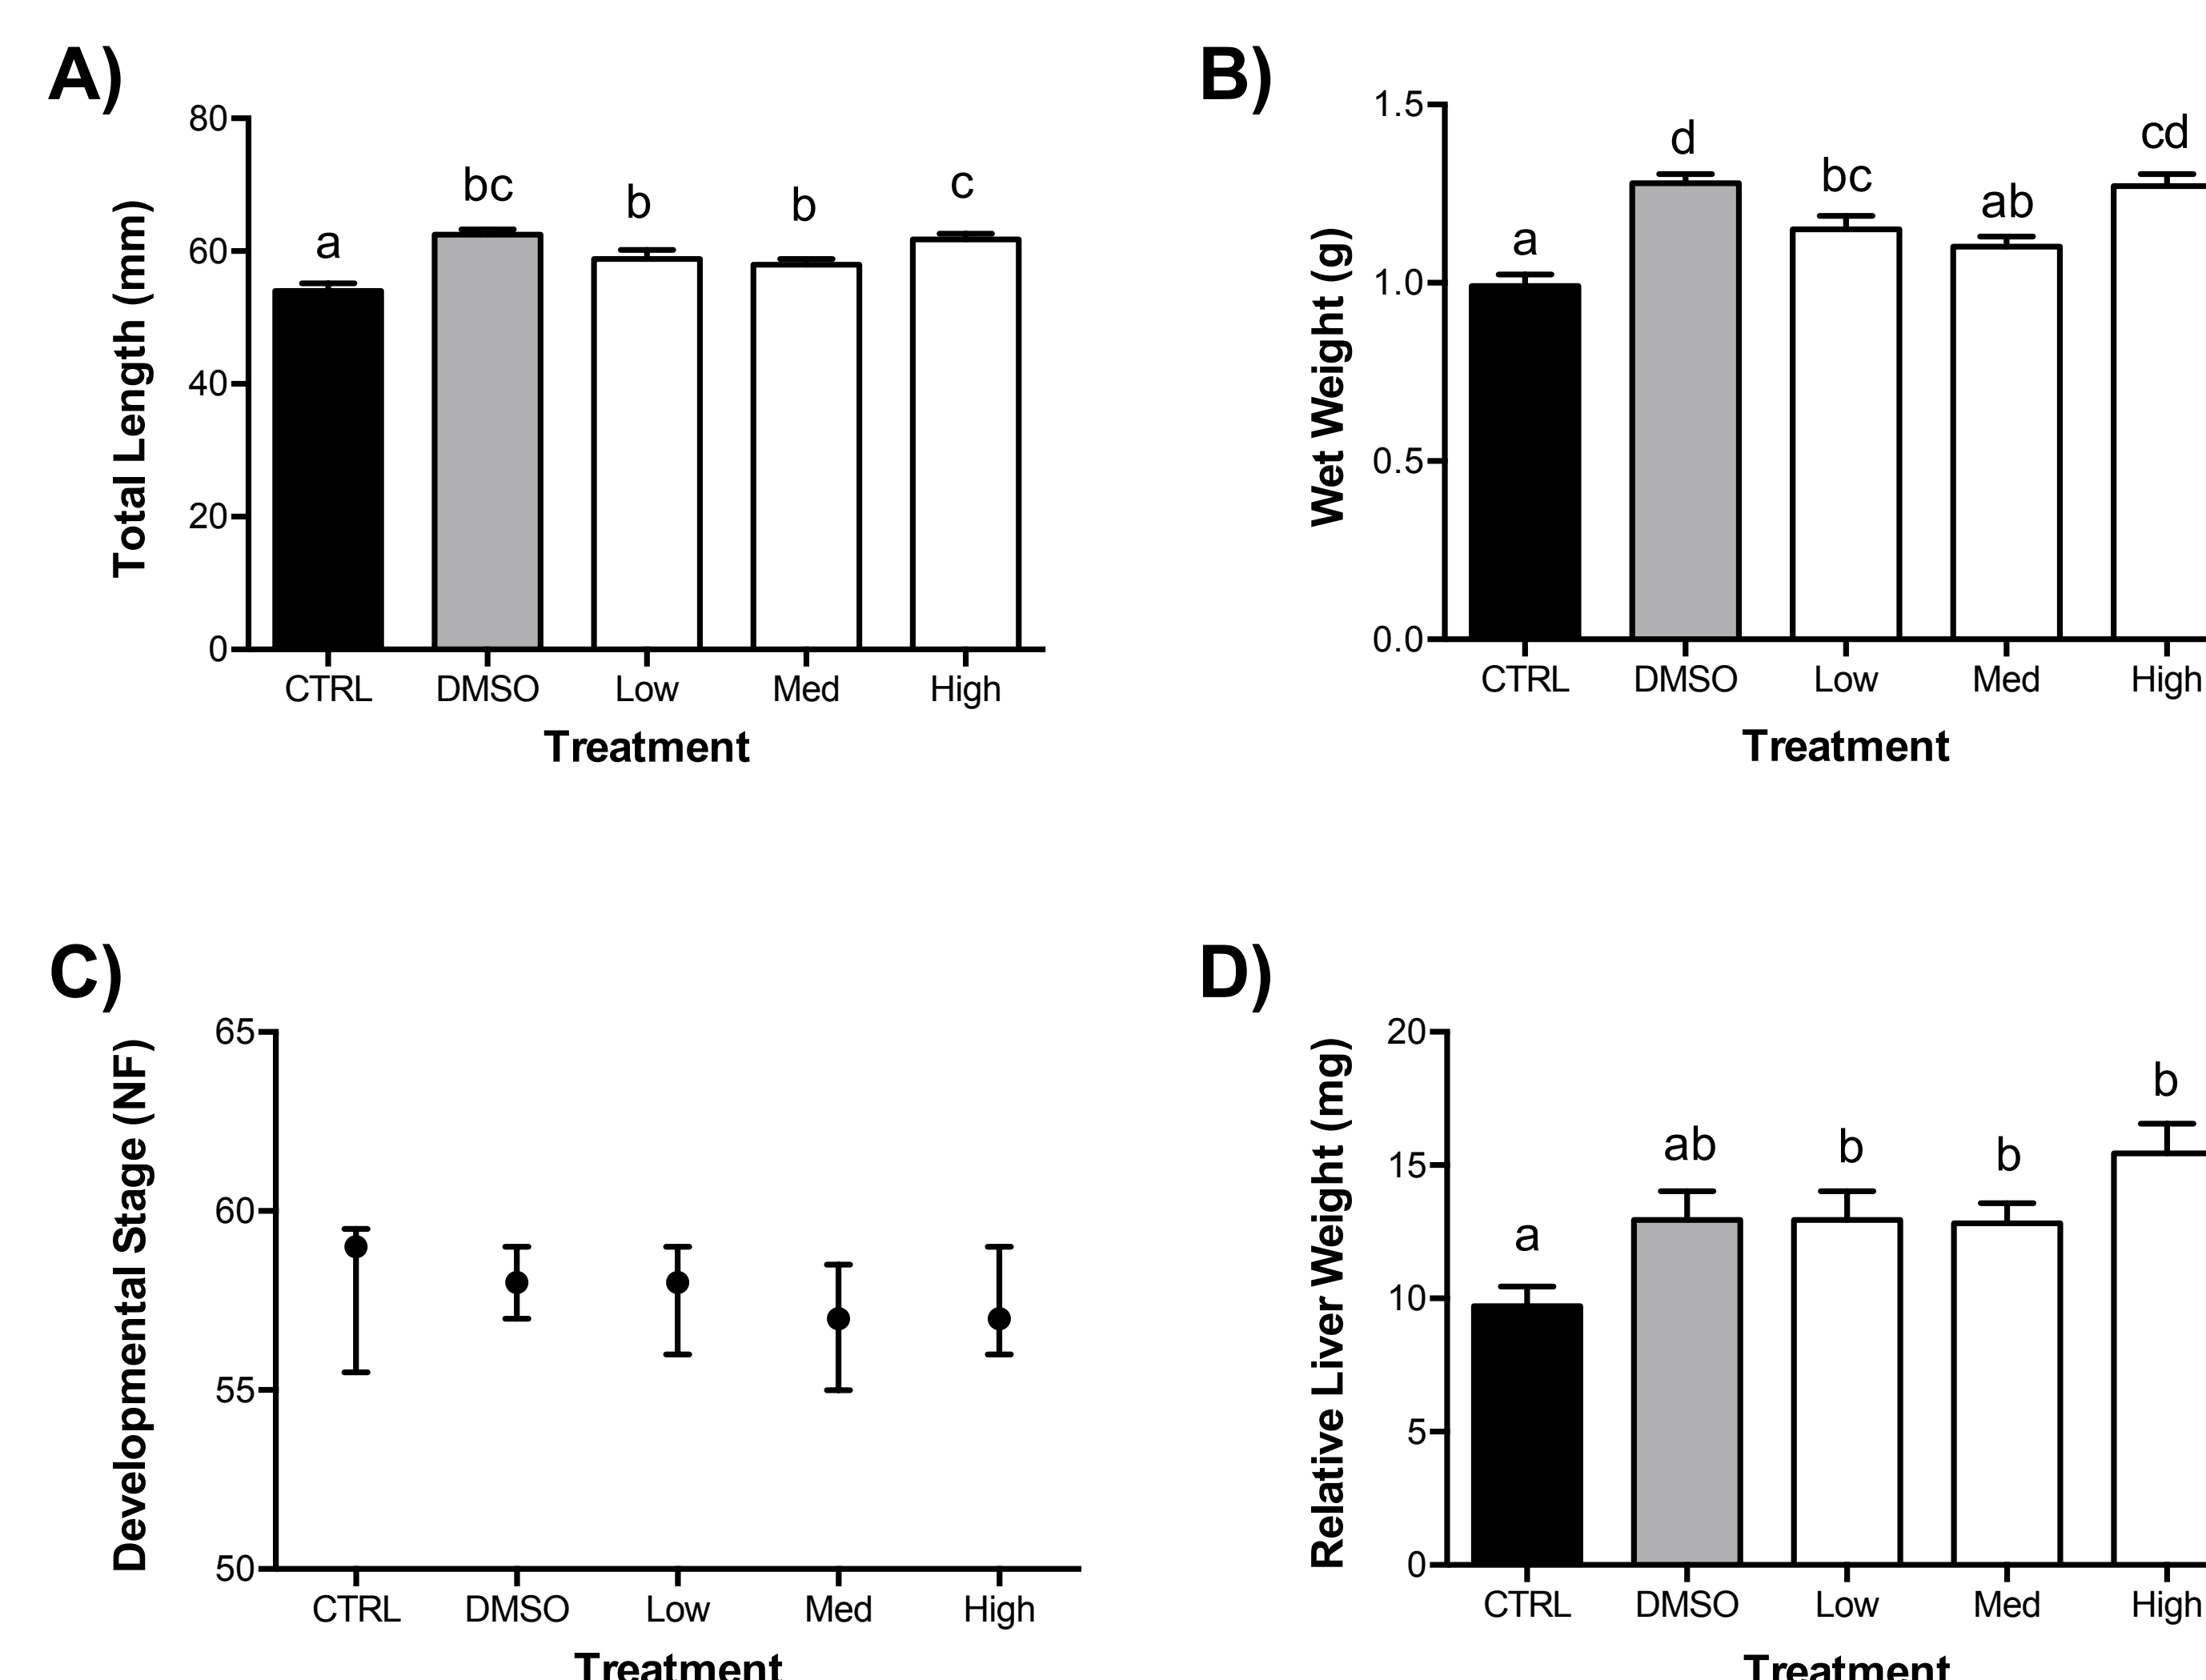 A)
80
60
40
20
0
Total Length (mm)
a
bc
b
b
c
CTRL DMSO Low Med High
Treatment
B)
1.5
1.0
0.5
0.0
Wet Weight (g)
a
d
bc
ab
cd
CTRL DMSO Low Med High
Treatment
C)
65
60
55
50
Developmental Stage (NF)
CTRL DMSO Low Med High
Treatment
D)
20
15
10
5
0
Relative Liver Weight (mg)
a
ab
b
b
b
CTRL DMSO Low Med High
Treatment